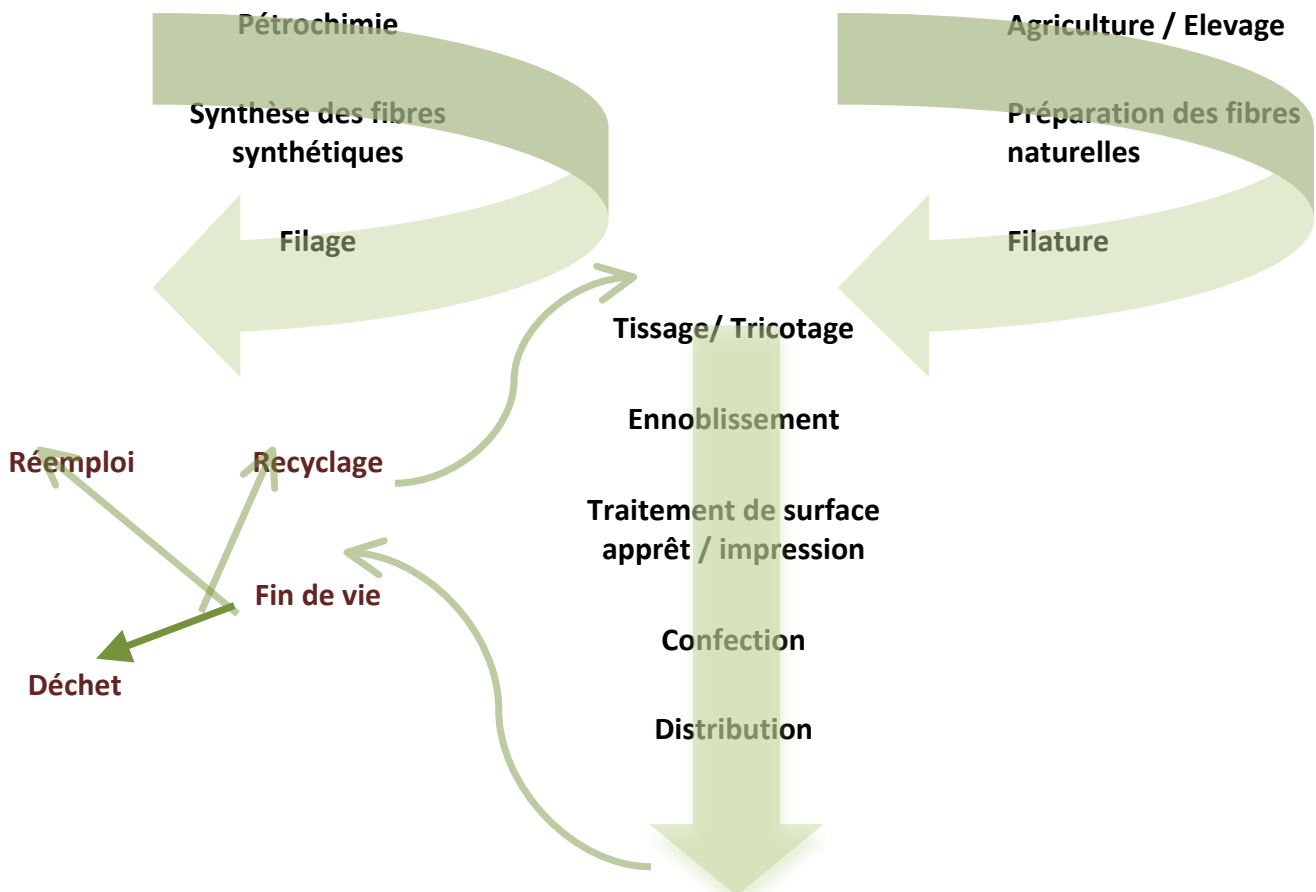 Pétrochimie
Synthèse des fibres
synthétiques
Filage
Agriculture / Elevage
Préparation des fibres
naturelles
Filature
Tissage/ Tricotage
Ennoblissement
Traitement de surface
apprêt / impression
Confection
Distribution
Réemploi
Recyclage
Fin de vie
Déchet